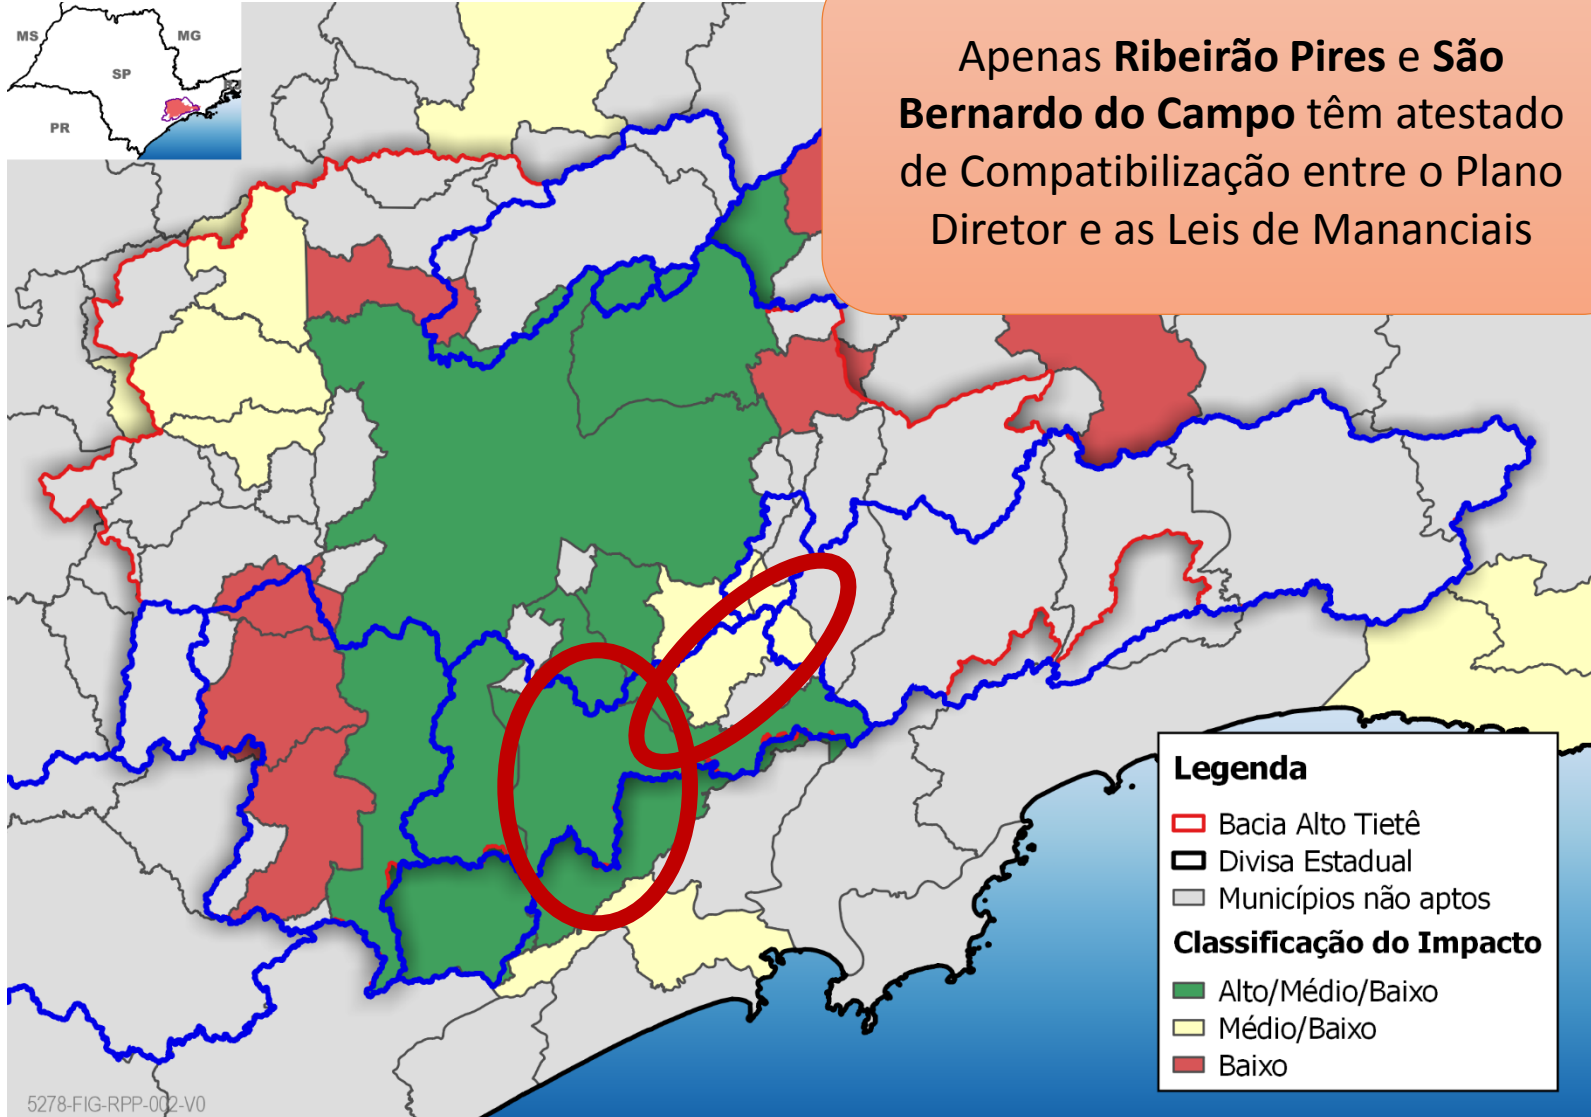 MS
MG
SP
RJ
PR
Apenas Ribeirão Pires e São
Bernardo do Campo têm atestado
de Compatibilização entre o Plano
Diretor e as Leis de Mananciais
Legenda
Bacia Alto Tietê
Divisa Estadual
Municípios não aptos
Classificação do Impacto
Alto/Médio/Baixo
Médio/Baixo
Baixo
5278-FIG-RPP-002-V0